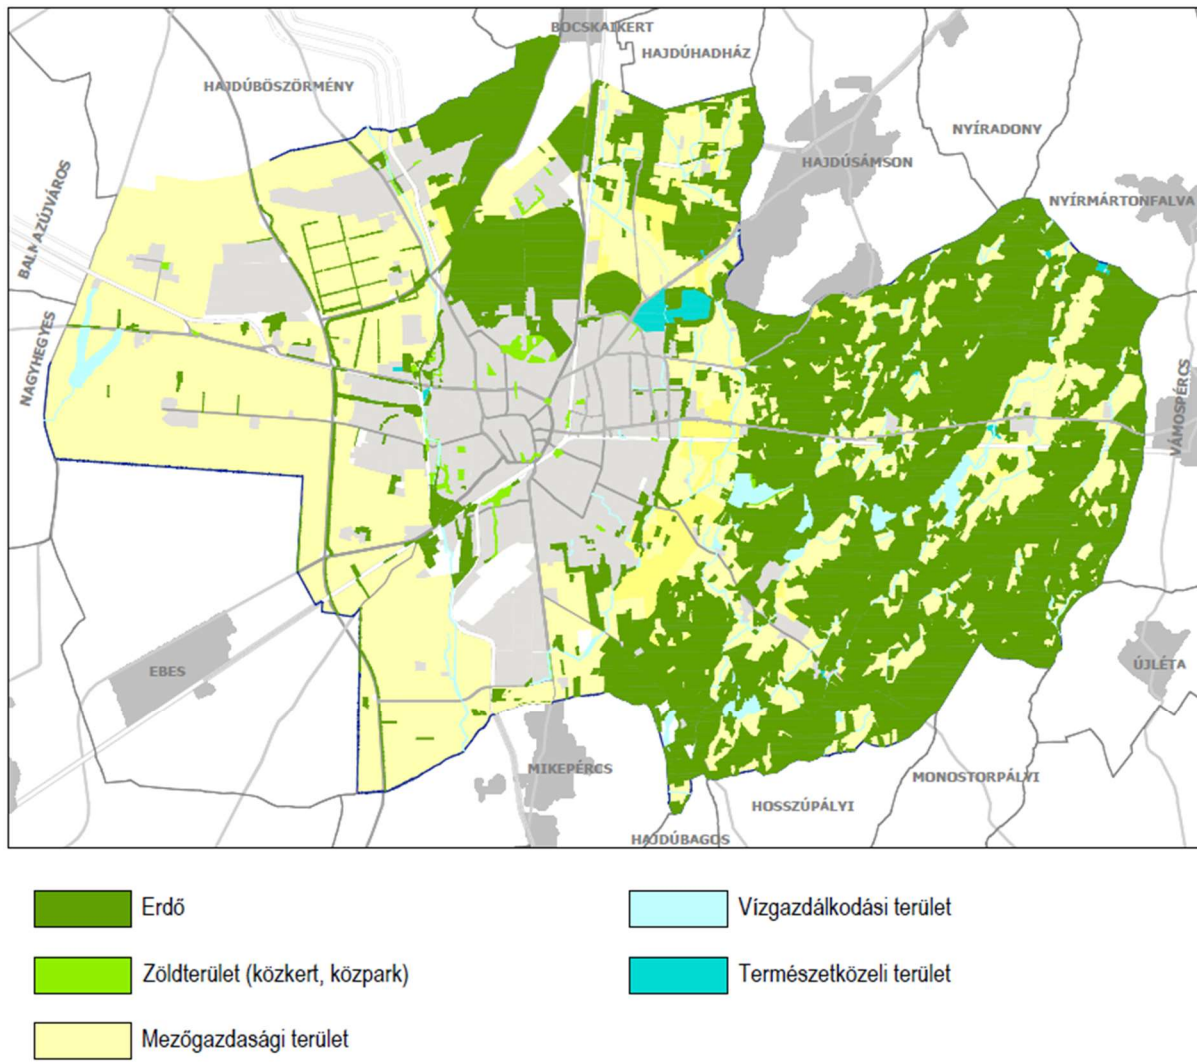 BOCSKAIKERT
HAJDÚHADHÁZ
HAJDÚBÖSZÖRMÉNY
NYÍRADONY
HAJDÚSÁMSON
NYÍRMÁRTONFALVA
BALMAZÚJVÁROS
NAGYHEGYES
VÁMOSPÉRCS
EBES
ÚJLÉTA
MIKEPÉRCS
MONOSTORPÁLYI
HOSSZÚPÁLYI
HAJDÚBAGOS
Erdő
Zöldterület (közkert, közpark)
Mezőgazdasági terület
Vízgazdálkodási terület
Természetközeli terület